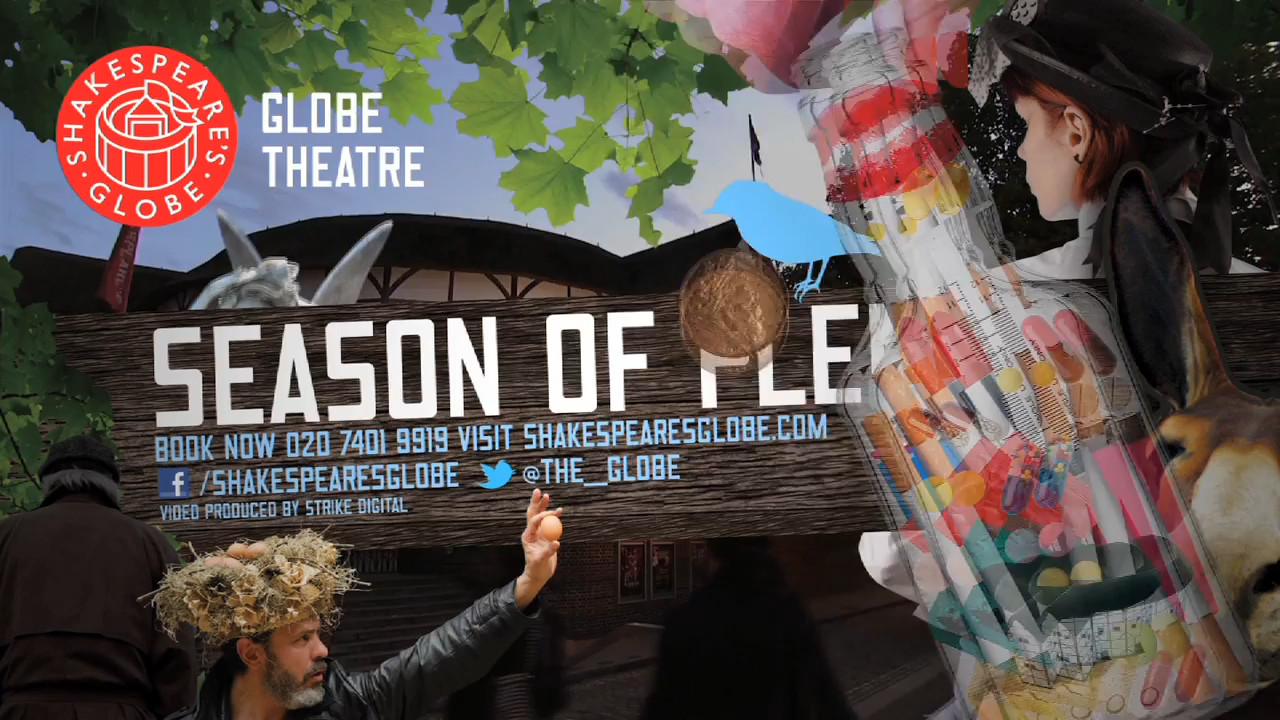 SHAKESPEARE'S GLOBE
GLOBE
THEATRE
SEASON OF PLE
BOOK NOW 020 7401 9919 VISIT SHAKESPEARESGLOBE.COM
f /SHAKESPEARESGLOBE @THE_GLOBE
VIDEO PRODUCED BY STRIKE DIGITAL